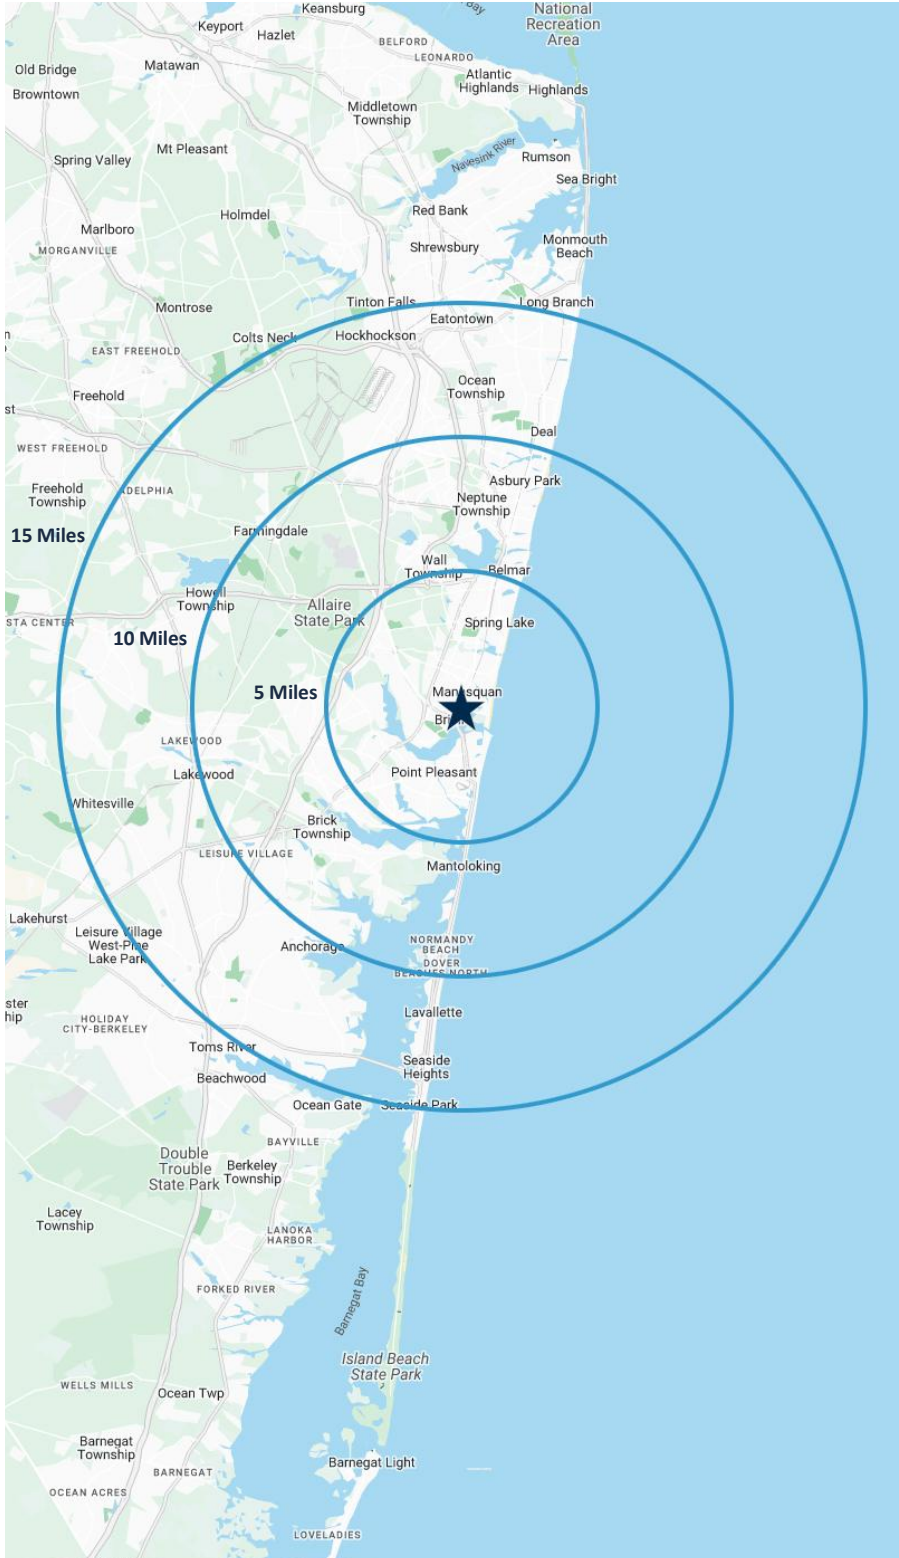 Keansburg
National
Recreation
Area
Bay
Keyport
Hazlet
BELFORD
LEONARDO
Old Bridge
Matawan
Atlantic
Highlands
Highlands
Browntown
Middletown
Township
Mt Pleasant
Navesink River
Rumson
Spring Valley
Sea Bright
Holmdel
Red Bank
Marlboro
Shrewsbury
Monmouth
Beach
MORGANVILLE
Montrose
Tinton Falls
Long Branch
Eatontown
Colts Neck
Hockhockson
n
EAST FREEHOLD
Ocean
Township
Freehold
st
Deal
WEST FREEHOLD
Asbury Park
Freehold
Township
ADELPHIA
Neptune
Township
15 Miles
Farmingdale
Wall
Township
Belmar
Howell
Township
Allaire
State Park
STA CENTER
Spring Lake
10 Miles
5 Miles
Manasquan
Bri
LAKEWOOD
Lakewood
Point Pleasant
Whitesville
Brick
Township
LEISURE VILLAGE
Mantoloking
Lakehurst
Leisure Village
West-Pine
Lake Park
Anchorage
NORMANDY
BEACH
DOVER
BEACHES NORTH
ster
hip
HOLIDAY
CITY-BERKELEY
Lavallette
Toms River
Seaside
Heights
Beachwood
Ocean Gate
Seaside Park
BAYVILLE
Double
Trouble
State Park
Berkeley
Township
Lacey
Township
LANOKA
HARBOR
FORKED RIVER
Barnegat Bay
Island Beach
State Park
WELLS MILLS
Ocean Twp
Barnegat
Township
Barnegat Light
BARNEGAT
OCEAN ACRES
LOVELADIES